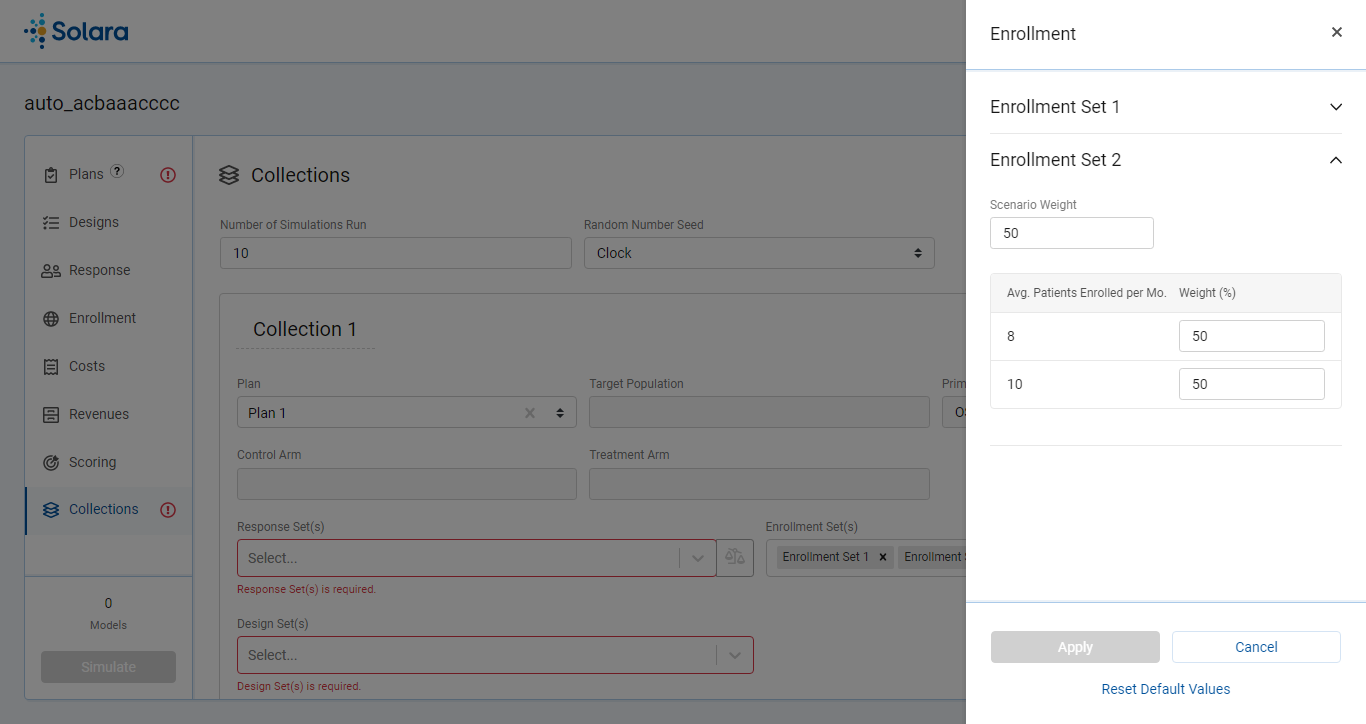 Solara
auto_acbaaacccc
Plans ?
Designs
Response
Enrollment
Costs
Revenues
Scoring
Collections
0
Models
Simulate
Collections
Number of Simulations Run
Random Number Seed
10
Clock
Collection 1
Plan
Target Population
Plan 1
Control Arm
Treatment Arm
Response Set(s)
Enrollment Set(s)
Select...
Enrollment Set 1
Enrollment
Response Set(s) is required.
Design Set(s)
Select...
Design Set(s) is required.
Enrollment
Enrollment Set 1
Enrollment Set 2
Scenario Weight
50
Avg. Patients Enrolled per Mo. Weight (%)
8 50
10 50
Apply
Cancel
Reset Default Values